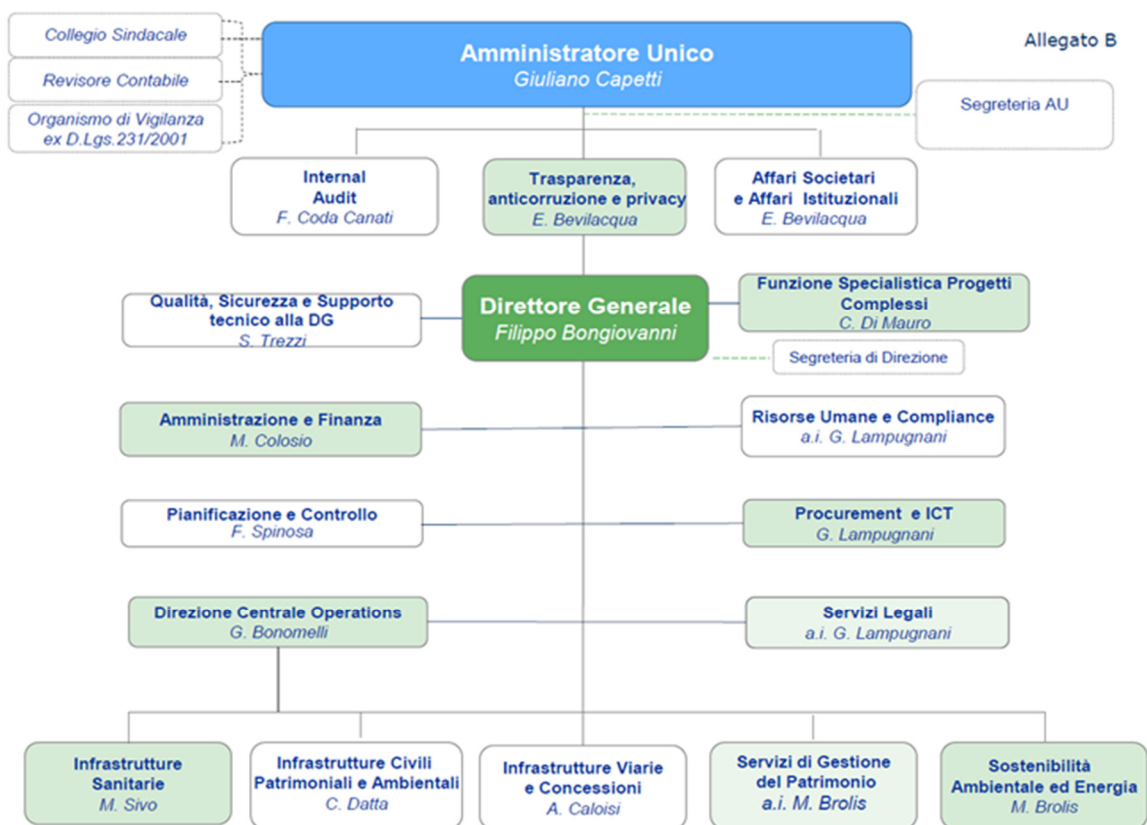 Collegio Sindacale
Revisore Contabile
Organismo di Vigilanza
ex D.Lgs.231/2001
Amministratore Unico
Giuliano Capetti
Allegato B
Segreteria AU
Internal
Audit
F. Coda Canati
Trasparenza,
anticorruzione e privacy
E. Bevilacqua
Affari Societari
e Affari Istituzionali
E. Bevilacqua
Qualità, Sicurezza e Supporto
tecnico alla DG
S. Trezzi
Direttore Generale
Filippo Bongiovanni
Funzione Specialistica Progetti
Complessi
C. Di Mauro
Segreteria di Direzione
Amministrazione e Finanza
M. Colosio
Risorse Umane e Compliance
a.i. G. Lampugnani
Pianificazione e Controllo
F. Spinosa
Procurement e ICT
G. Lampugnani
Direzione Centrale Operations
G. Bonomelli
Servizi Legali
a.i. G. Lampugnani
Infrastrutture
Sanitarie
M. Sivo
Infrastrutture Civili
Patrimoniali e Ambientali
C. Datta
Infrastrutture Viarie
e Concessioni
A. Caloisi
Servizi di Gestione
del Patrimonio
a.i. M. Brolis
Sostenibilità
Ambientale ed Energia
M. Brolis